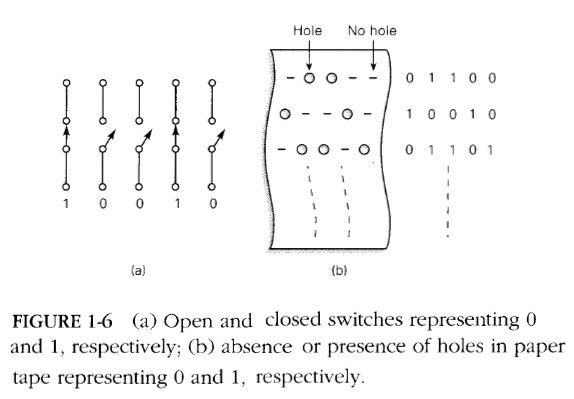 Hole No hole
0 1 1 0 0
1 0 0 1 0
0 1 1 0 1
1 0 0 1 0
(a) (b)
FIGURE 1-6 (a) Open and closed switches representing 0
and 1, respectively; (b) absence or presence of holes in paper
tape representing 0 and 1, respectively.